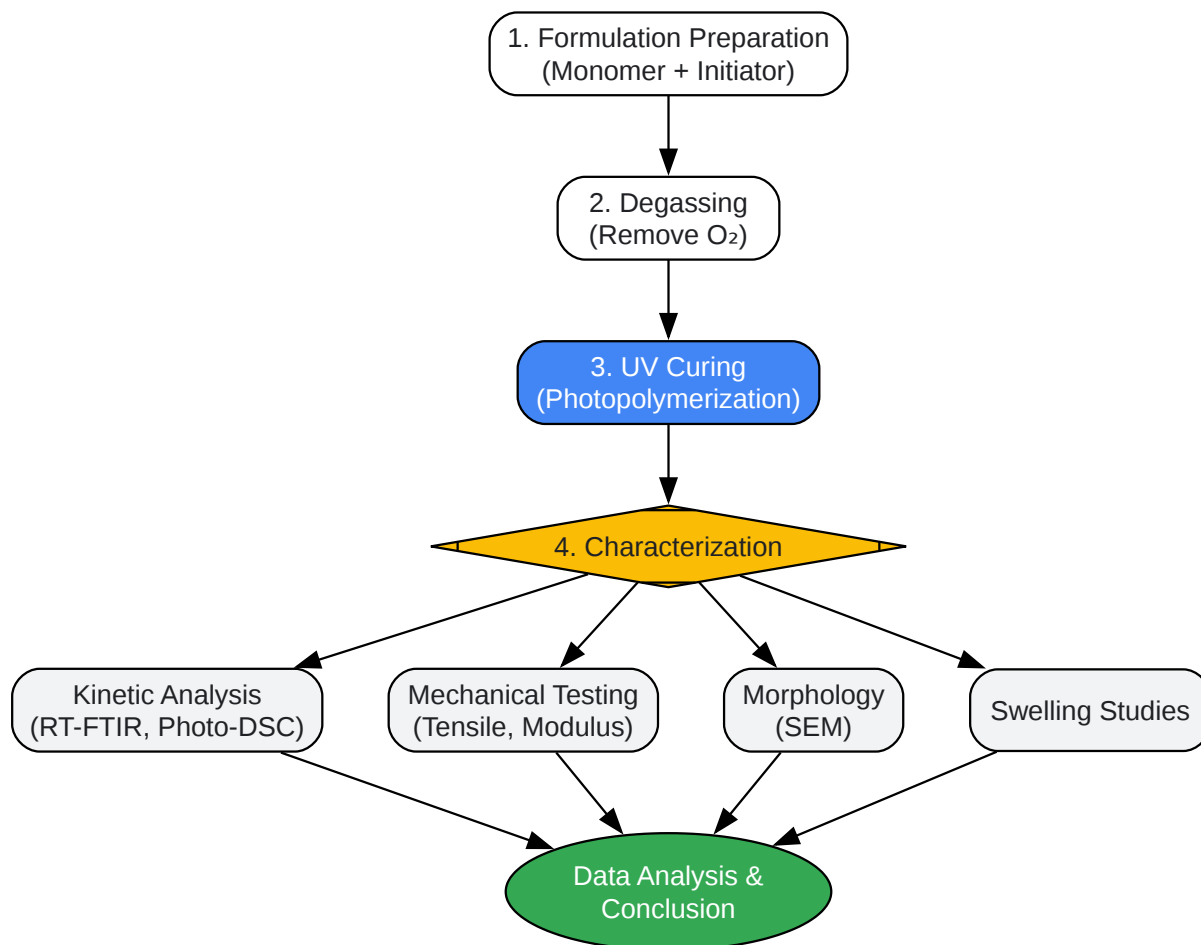 1. Formulation Preparation
(Monomer + Initiator)
2. Degassing
(Remove O₂)
3. UV Curing
(Photopolymerization)
4. Characterization
Kinetic Analysis
(RT-FTIR, Photo-DSC)
Mechanical Testing
(Tensile, Modulus)
Morphology
(SEM)
Swelling Studies
Data Analysis &
Conclusion